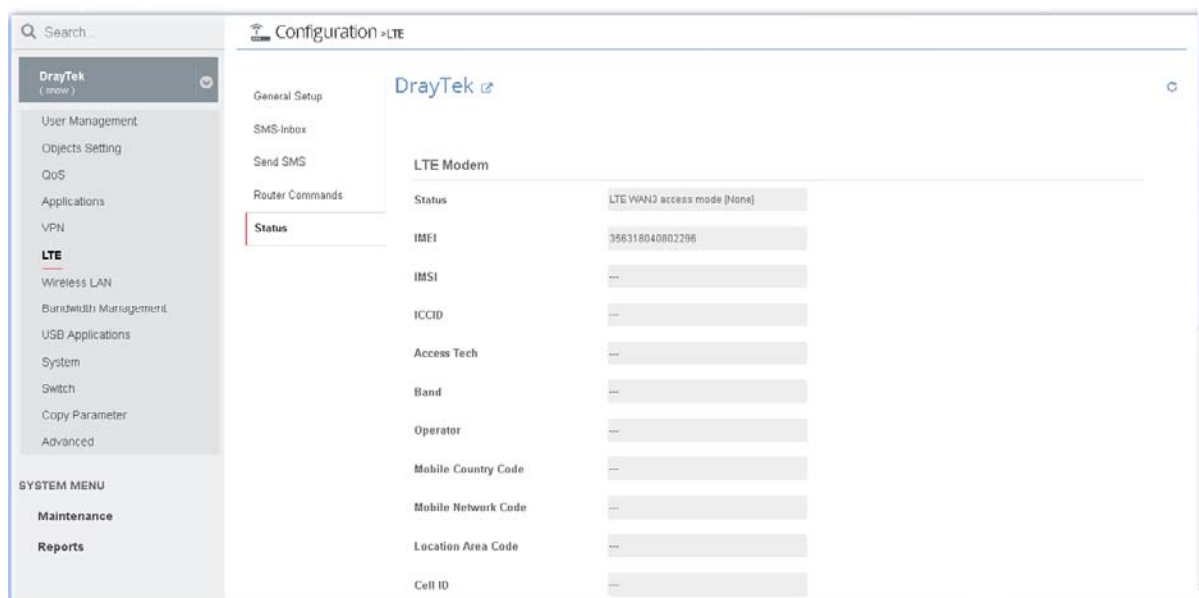 Search...
Configuration >LTE
DrayTek
( snow )
User Management
Objects Setting
QoS
Applications
VPN
LTE
Wireless LAN
Bandwidth Management
USB Applications
System
Switch
Copy Parameter
Advanced
SYSTEM MENU
Maintenance
Reports
General Setup
SMS-Inbox
Send SMS
Router Commands
Status
DrayTek
LTE Modem
Status LTE WAN3 access mode [None]
IMEI 356318040802296
IMSI ---
ICCID ---
Access Tech ---
Band ---
Operator ---
Mobile Country Code ---
Mobile Network Code ---
Location Area Code ---
Cell ID ---